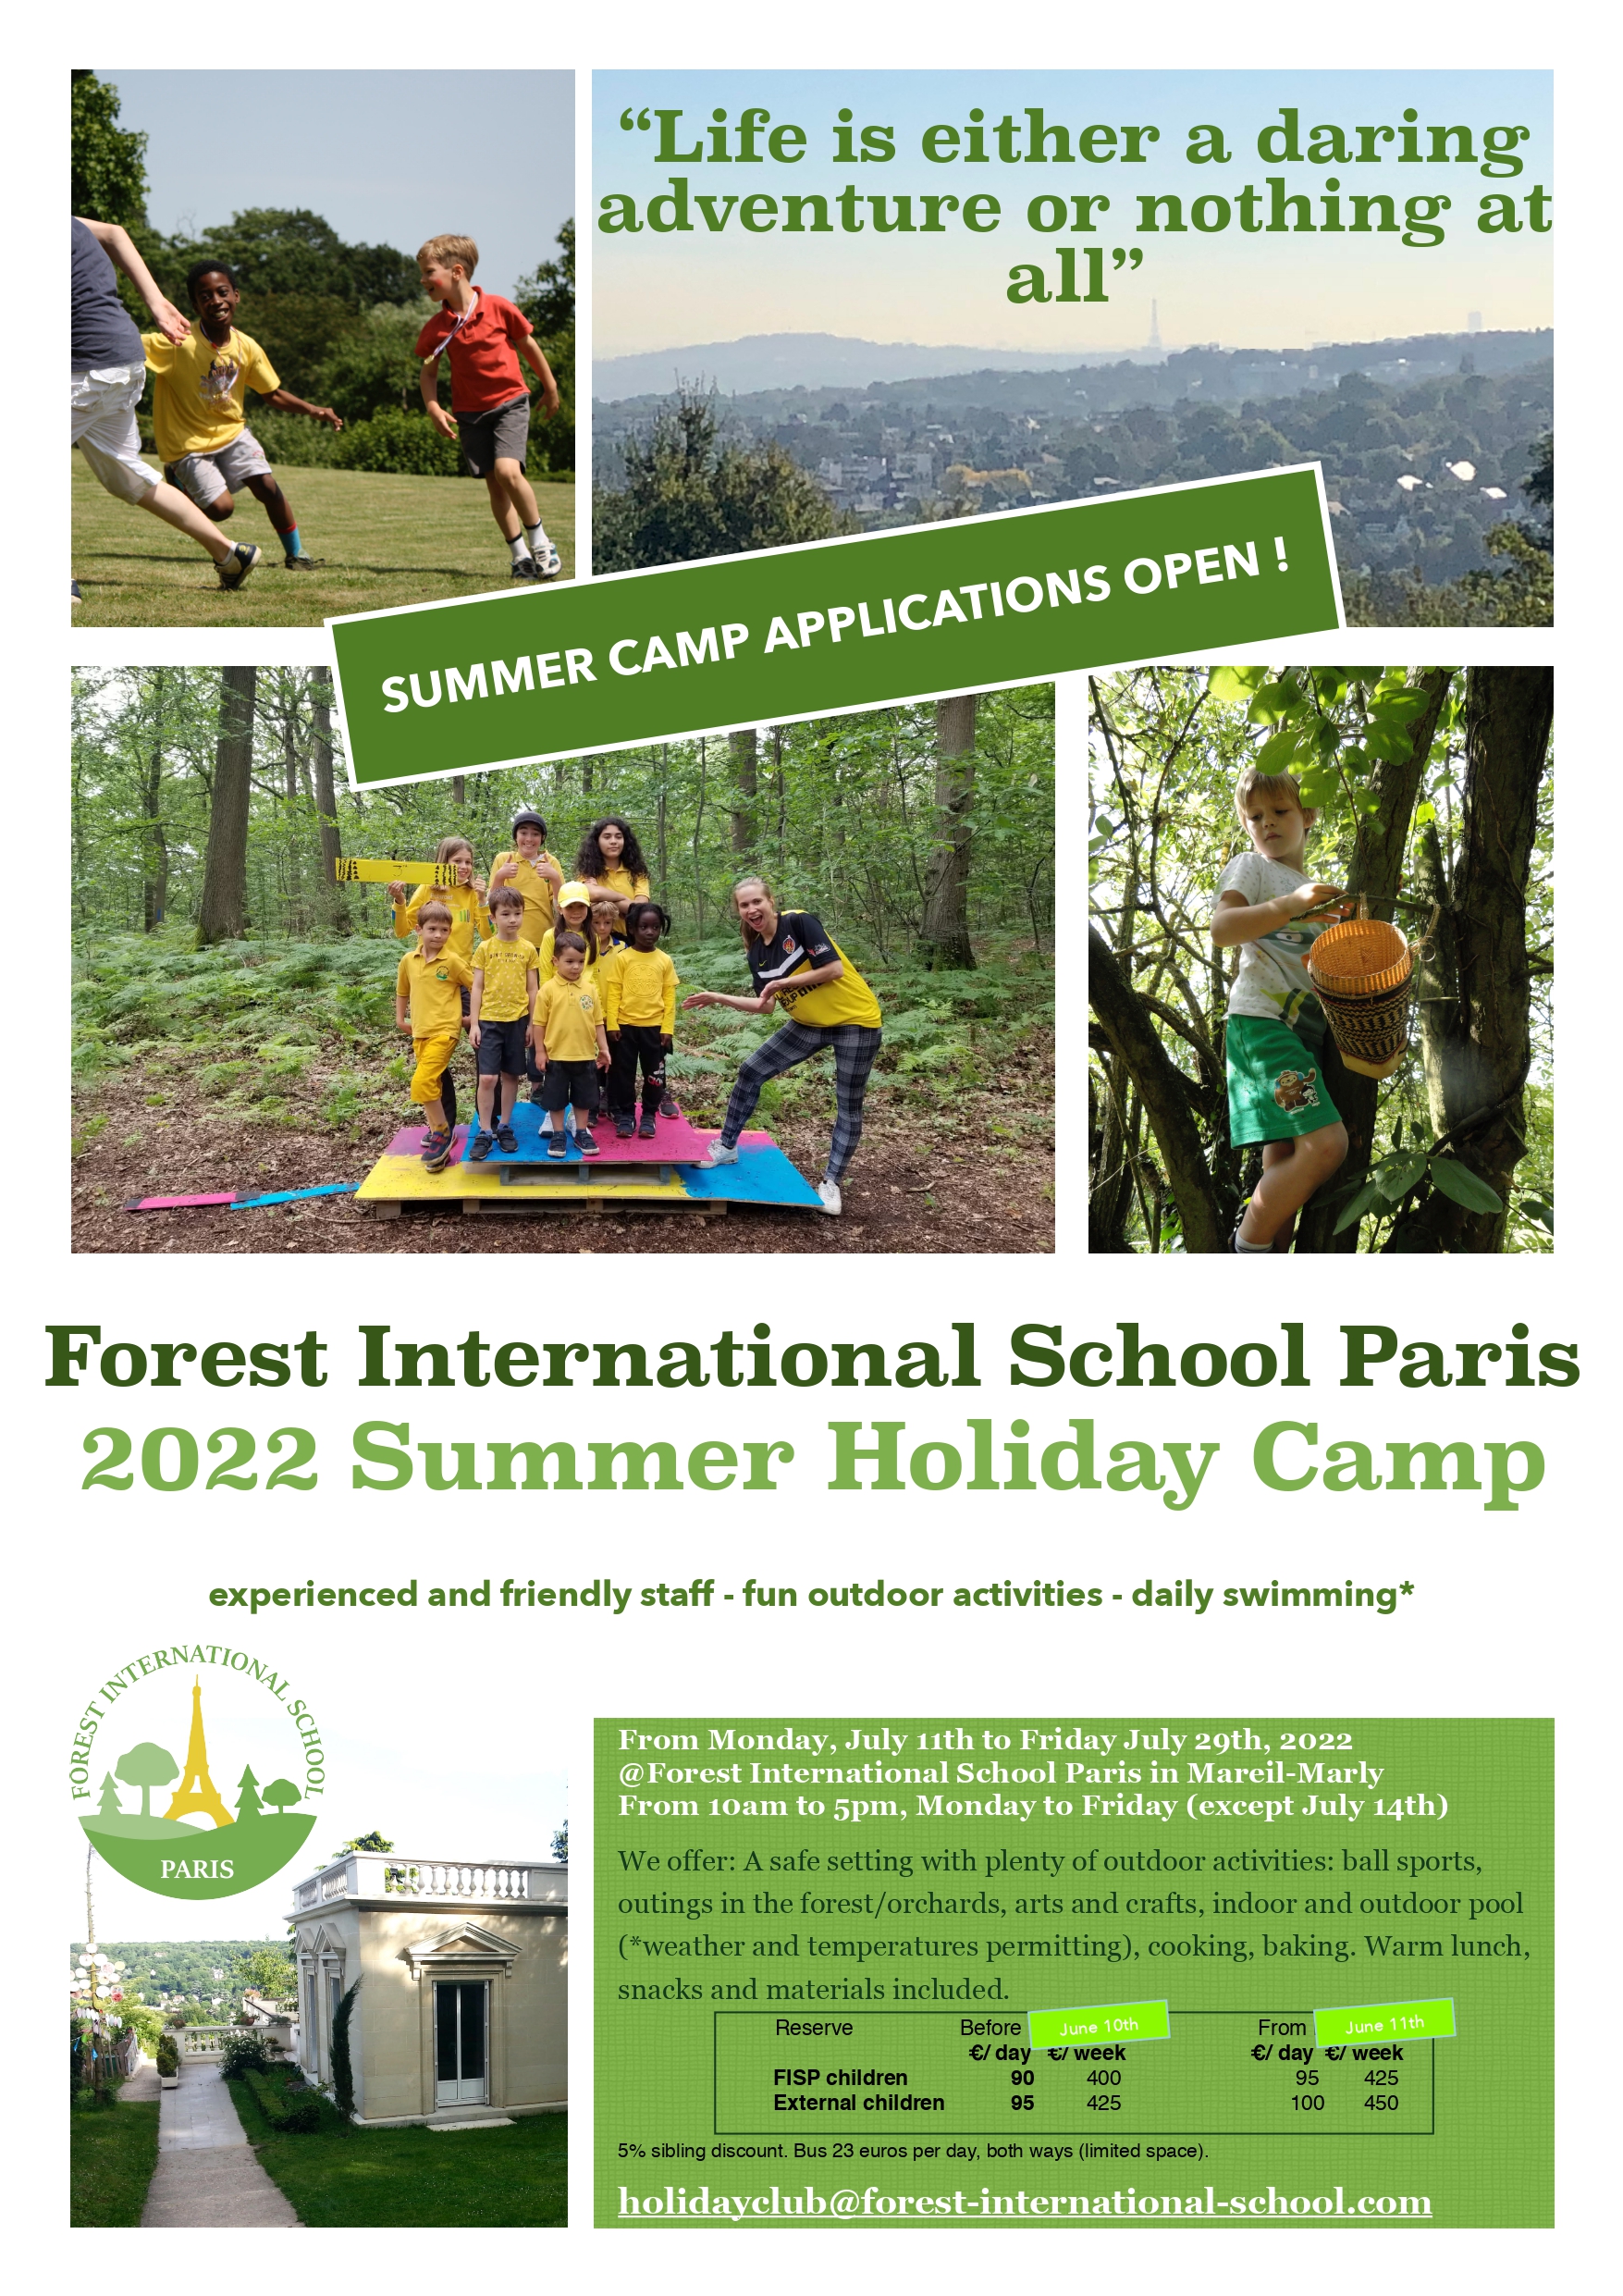 “Life is either a daring
adventure or nothing at
all”
SUMMER CAMP APPLICATIONS OPEN !
Forest International School Paris
2022 Summer Holiday Camp
experienced and friendly staff - fun outdoor activities - daily swimming*
FOREST INTERNATIONAL SCHOOL
PARIS
From Monday, July 11th to Friday July 29th, 2022
@Forest International School Paris in Mareil-Marly
From 10am to 5pm, Monday to Friday (except July 14th)
We offer: A safe setting with plenty of outdoor activities: ball sports,
outings in the forest/orchards, arts and crafts, indoor and outdoor pool
(*weather and temperatures permitting), cooking, baking. Warm lunch,
snacks and materials included.
Reserve Before June 10th From June 11th
€/ day €/ week €/ day €/ week
FISP children 90 400 95 425
External children 95 425 100 450
5% sibling discount. Bus 23 euros per day, both ways (limited space).
holidayclub@forest-international-school.com